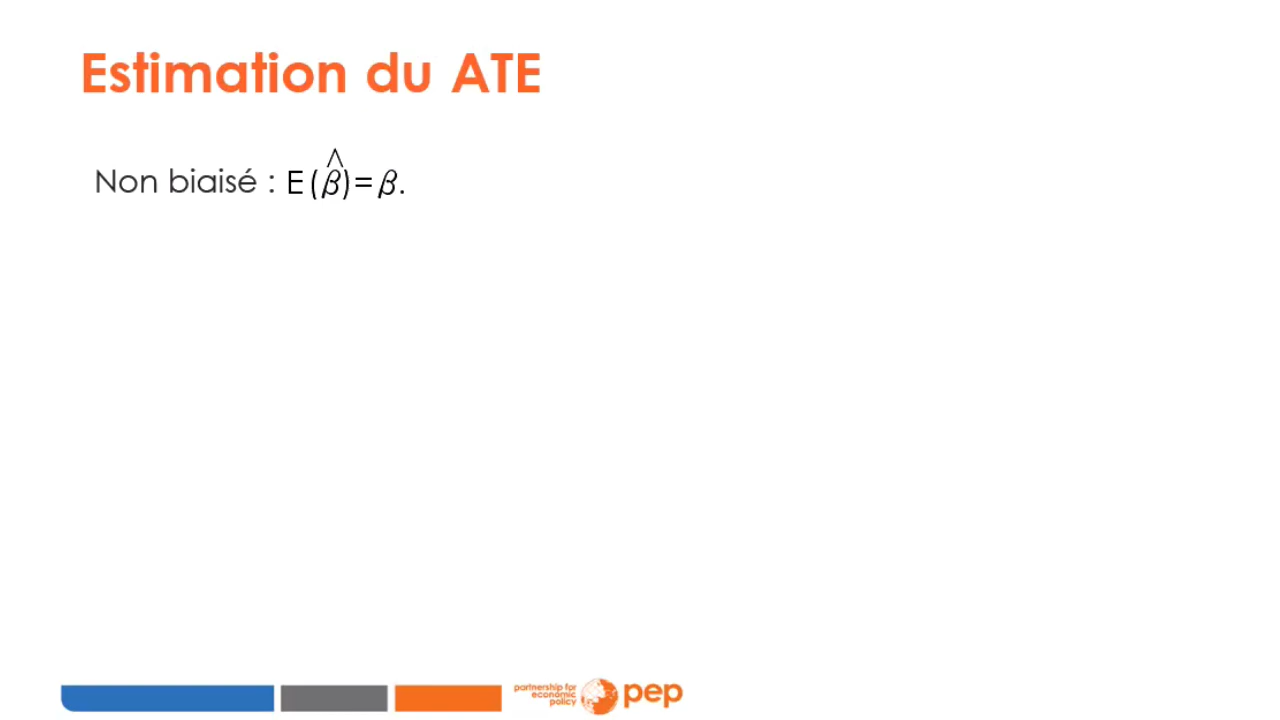 Estimation du ATE
Non biaisé : E(β̂)=β.
partnership for
economic
policy
pep